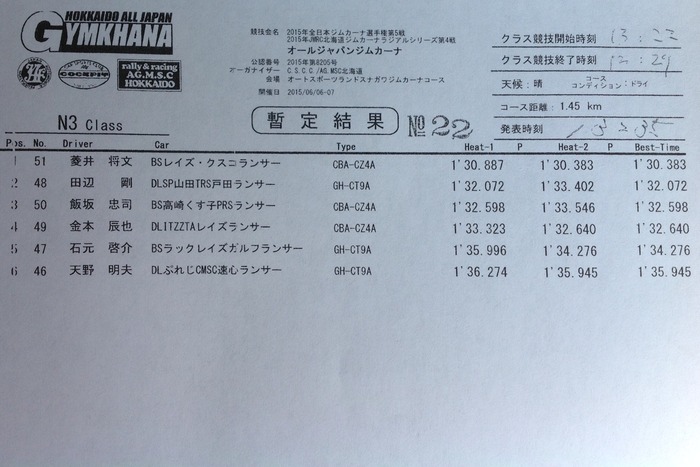 HOKKAIDO ALL JAPAN
GYMKHANA
COCKPIT
rally & racing
AG.M.S.C
HOKKAIDO
競技会名 2015年全日本ジムカーナ選手権第5戦
2015年JMRC北海道ジムカーナラジアルシリーズ第4戦
オールジャパンジムカーナ
公認番号 2015年第8205号
オーガナイザー C.S.C.C./AG.MSC北海道
会場 オートスポーツランドスナガワジムカーナコース
開催日 2015/06/06-07
クラス競技開始時刻 13:22
クラス競技終了時刻
天候:晴 コースコンディション:ドライ
コース距離: 1.45 km
発表時刻
N3 Class 暫定結果 No 22
Pos. No. Driver Car Type Heat-1 P Heat-2 P Best-Time
1 51 菱井 将文 BSレイズ・クスコランサー CBA-CZ4A 1'30.887 1'30.383 1'30.383
2 48 田辺 剛 DLSP山田TRS戸田ランサー GH-CT9A 1'32.072 1'33.402 1'32.072
3 50 飯坂 忠司 BS高崎くす子PRSランサー CBA-CZ4A 1'32.598 1'33.546 1'32.598
4 49 金本 辰也 DLITZZTAレイズランサー CBA-CZ4A 1'33.323 1'32.640 1'32.640
5 47 石元 啓介 BSラックレイズガルフランサー GH-CT9A 1'35.996 1'34.276 1'34.276
6 46 天野 明夫 DLぷれじCMSC速心ランサー GH-CT9A 1'36.274 1'35.945 1'35.945